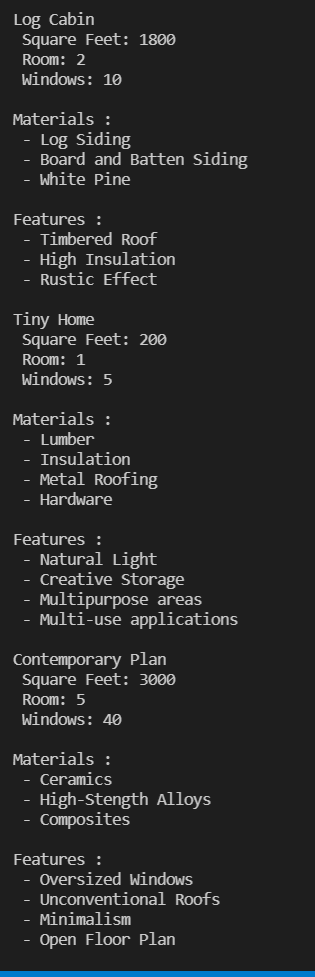 Log Cabin
Square Feet: 1800
Room: 2
Windows: 10
Materials :
- Log Siding
- Board and Batten Siding
- White Pine
Features :
- Timbered Roof
- High Insulation
- Rustic Effect
Tiny Home
Square Feet: 200
Room: 1
Windows: 5
Materials :
- Lumber
- Insulation
- Metal Roofing
- Hardware
Features :
- Natural Light
- Creative Storage
- Multipurpose areas
- Multi-use applications
Contemporary Plan
Square Feet: 3000
Room: 5
Windows: 40
Materials :
- Ceramics
- High-Stength Alloys
- Composites
Features :
- Oversized Windows
- Unconventional Roofs
- Minimalism
- Open Floor Plan